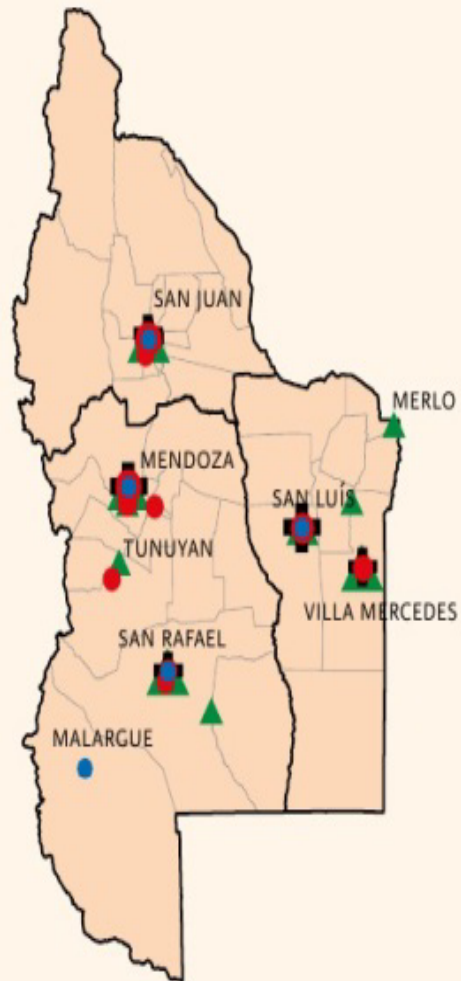 SAN JUAN
MERLO
MENDOZA
SAN LUÍS
TUNUYAN
VILLA MERCEDES
SAN RAFAEL
MALARGUE